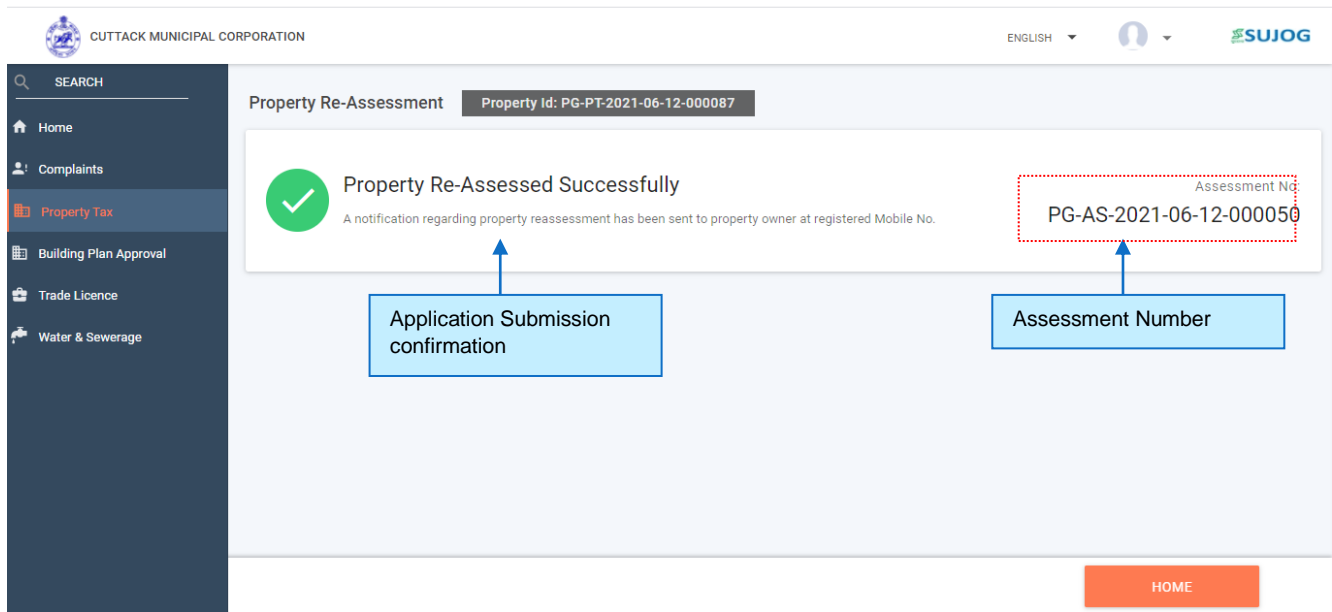 CUTTACK MUNICIPAL CORPORATION
ENGLISH
SUJOG
SEARCH
Home
Complaints
Property Tax
Building Plan Approval
Trade Licence
Water & Sewerage
Property Re-Assessment
Property Id: PG-PT-2021-06-12-000087
Property Re-Assessed Successfully
A notification regarding property reassessment has been sent to property owner at registered Mobile No.
Assessment No:
PG-AS-2021-06-12-000050
Application Submission
confirmation
Assessment Number
HOME